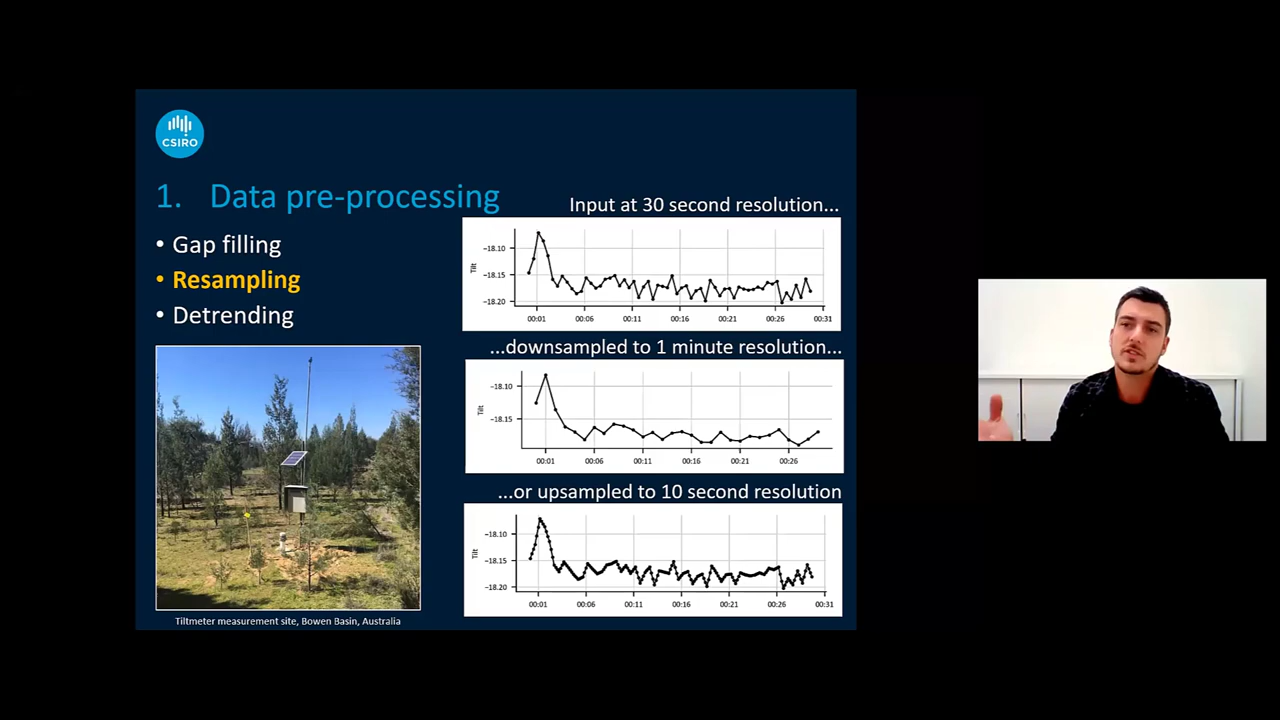 CSIRO
1. Data pre-processing
• Gap filling
• Resampling
• Detrending
Tiltmeter measurement site, Bowen Basin, Australia
Input at 30 second resolution...
−18.10
−18.15
−18.20
Tilt
00:01 00:06 00:11 00:16 00:21 00:26 00:31
...downsampled to 1 minute resolution...
−18.10
−18.15
Tilt
00:01 00:06 00:11 00:16 00:21 00:26
...or upsampled to 10 second resolution
−18.10
−18.15
−18.20
Tilt
00:01 00:06 00:11 00:16 00:21 00:26 00:31